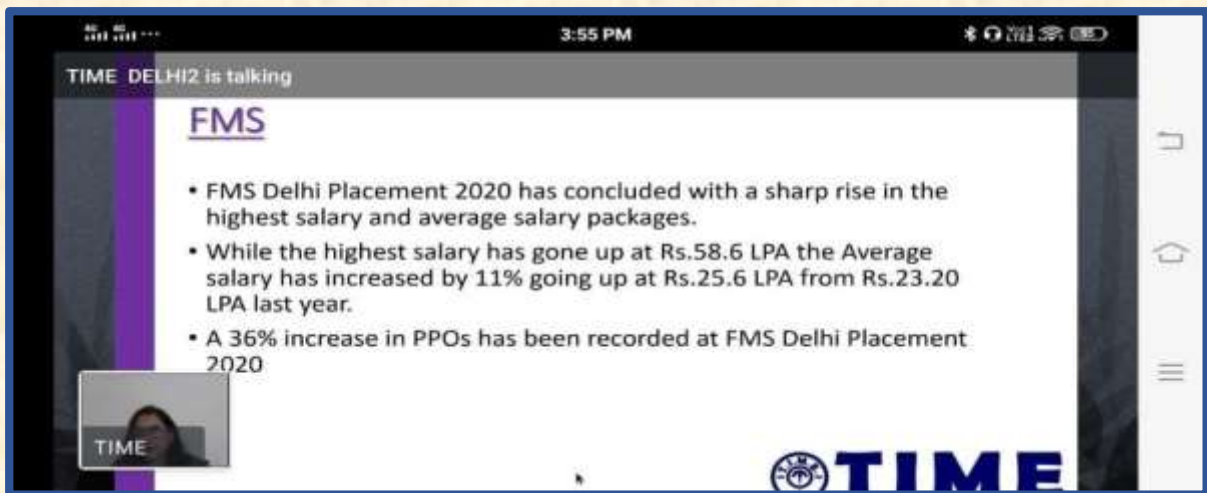 3:55 PM
TIME DELHI2 is talking
FMS
• FMS Delhi Placement 2020 has concluded with a sharp rise in the
highest salary and average salary packages.
• While the highest salary has gone up at Rs.58.6 LPA the Average
salary has increased by 11% going up at Rs.25.6 LPA from Rs.23.20
LPA last year.
• A 36% increase in PPOs has been recorded at FMS Delhi Placement
2020
TIME
TIME